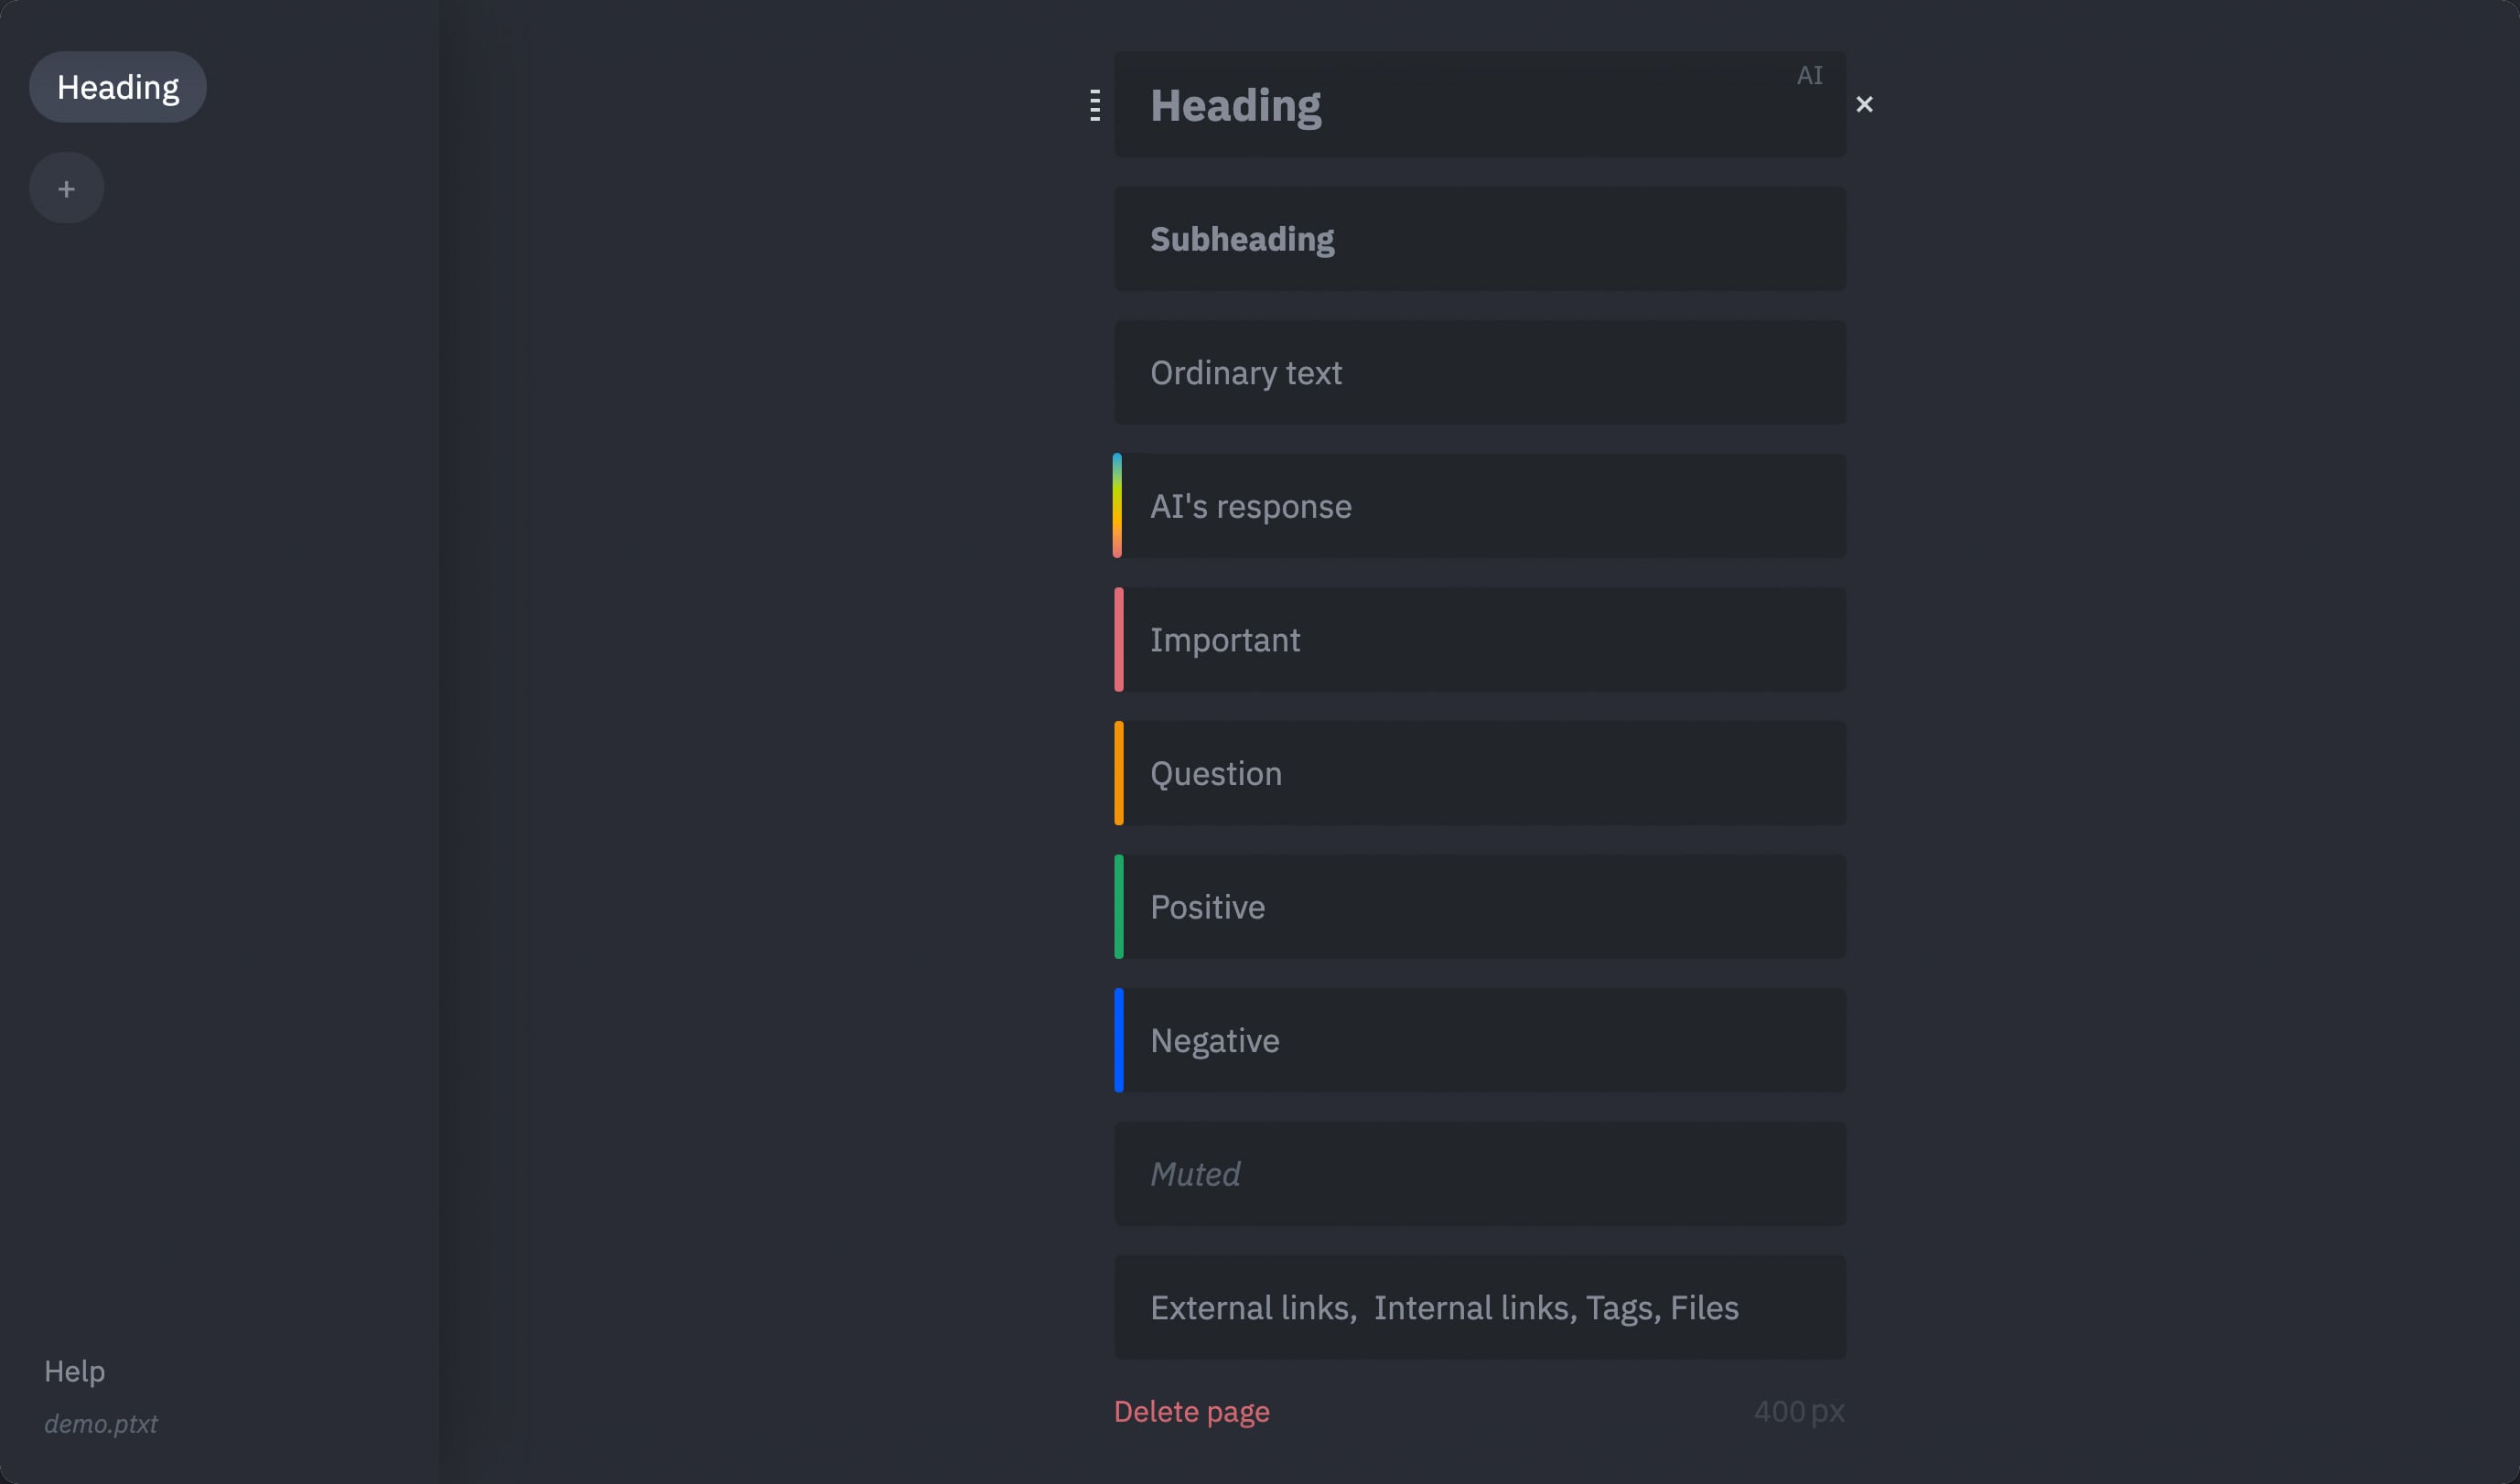 Heading
+
Help
demo.ptxt
AI
Heading
×
Subheading
Ordinary text
AI's response
Important
Question
Positive
Negative
Muted
External links,  Internal links, Tags, Files
Delete page
400 px